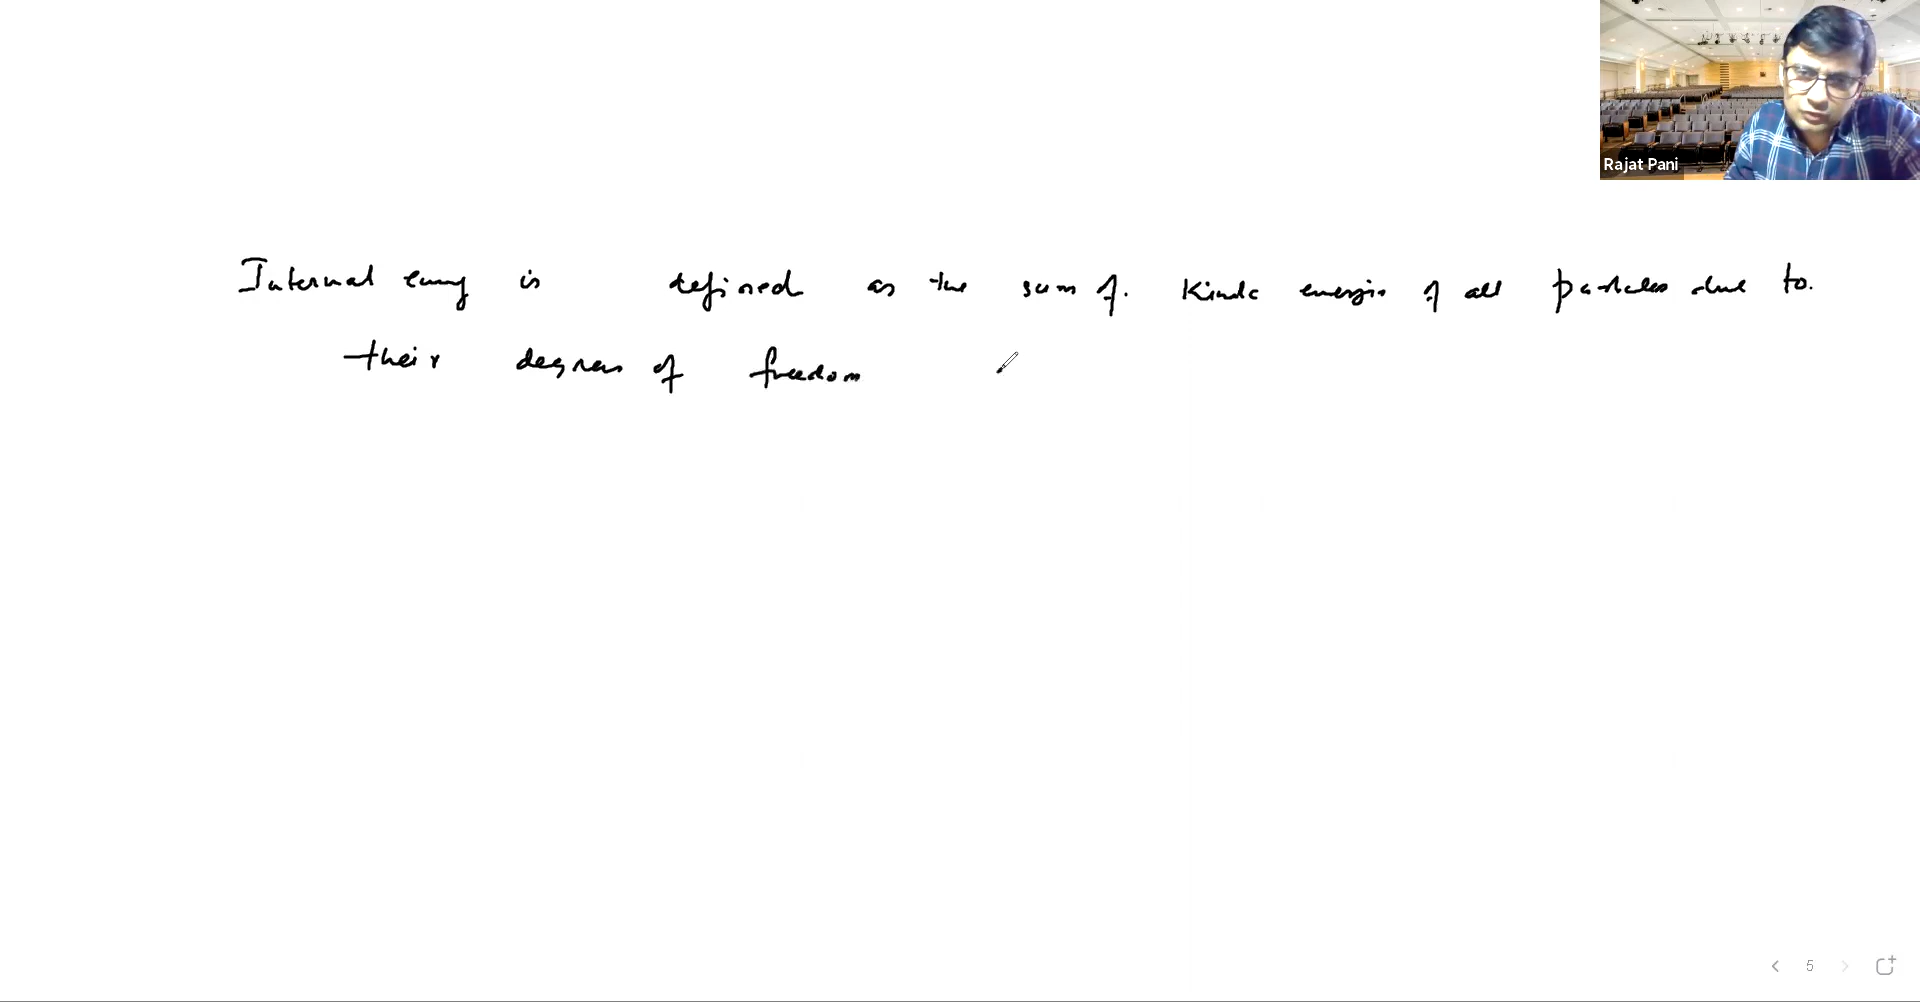 Rajat Pani
Internal energy is defined as the sum of. Kinetic energies of all particles due to.
their degrees of freedom
5